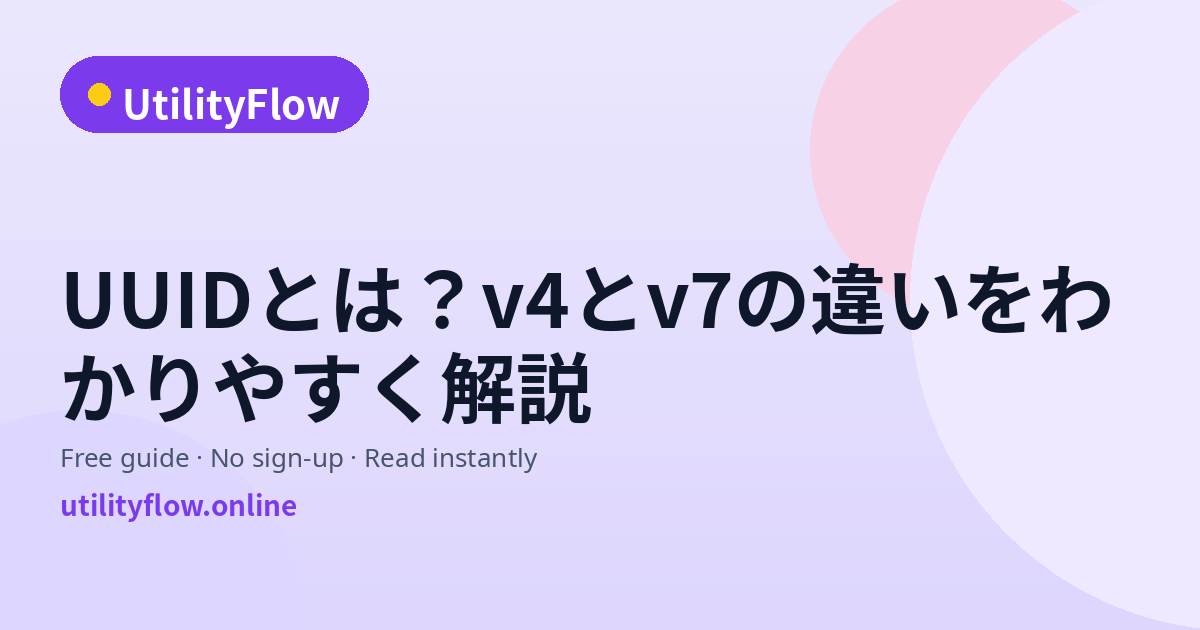 UtilityFlow
UUIDとは？v4とv7の違いをわ
かりやすく解説
Free guide · No sign-up · Read instantly
utilityflow.online